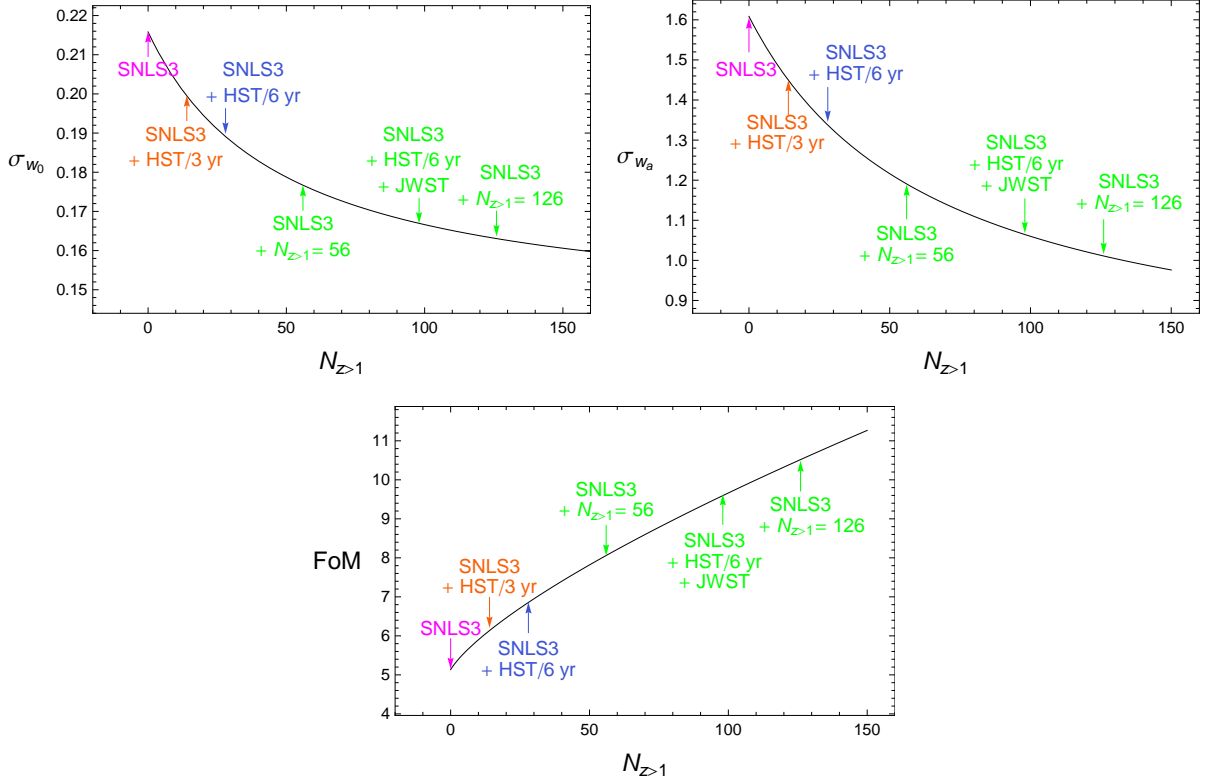 0.22
0.21
0.20
0.19
0.18
0.17
0.16
0.15
σw0
0
50
100
150
Nz>1
SNLS3
SNLS3
+ HST/3 yr
SNLS3
+ HST/6 yr
SNLS3
+ Nz>1= 56
SNLS3
+ HST/6 yr
+ JWST
SNLS3
+ Nz>1= 126
1.6
1.5
1.4
1.3
1.2
1.1
1.0
0.9
σwa
0
50
100
150
Nz>1
SNLS3
SNLS3
+ HST/3 yr
SNLS3
+ HST/6 yr
SNLS3
+ Nz>1= 56
SNLS3
+ HST/6 yr
+ JWST
SNLS3
+ Nz>1= 126
11
10
9
8
7
6
5
4
FoM
0
50
100
150
Nz>1
SNLS3
SNLS3
+ HST/3 yr
SNLS3
+ HST/6 yr
SNLS3
+ Nz>1= 56
SNLS3
+ HST/6 yr
+ JWST
SNLS3
+ Nz>1= 126